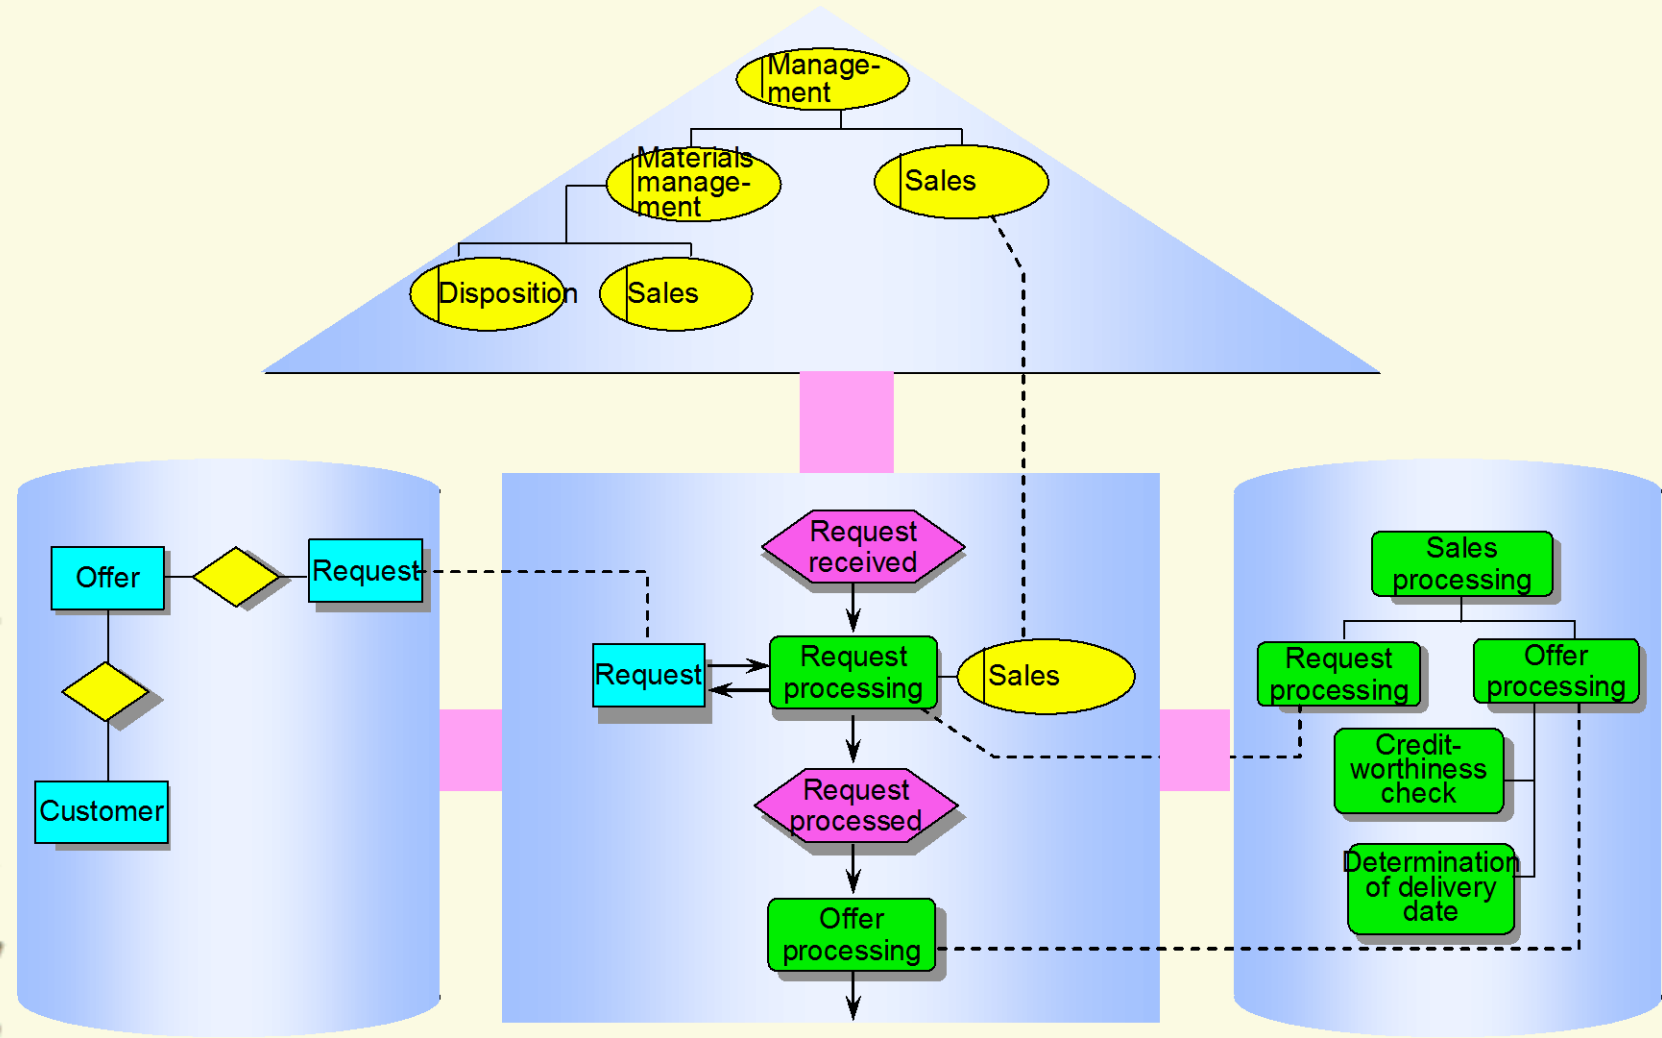 Manage-
ment
Materials
manage-
ment
Sales
Disposition
Sales
Offer
Request
Customer
Request
received
Request
Request
processing
Sales
Request
processed
Offer
processing
Sales
processing
Request
processing
Offer
processing
Credit-
worthiness
check
Determination
of delivery
date